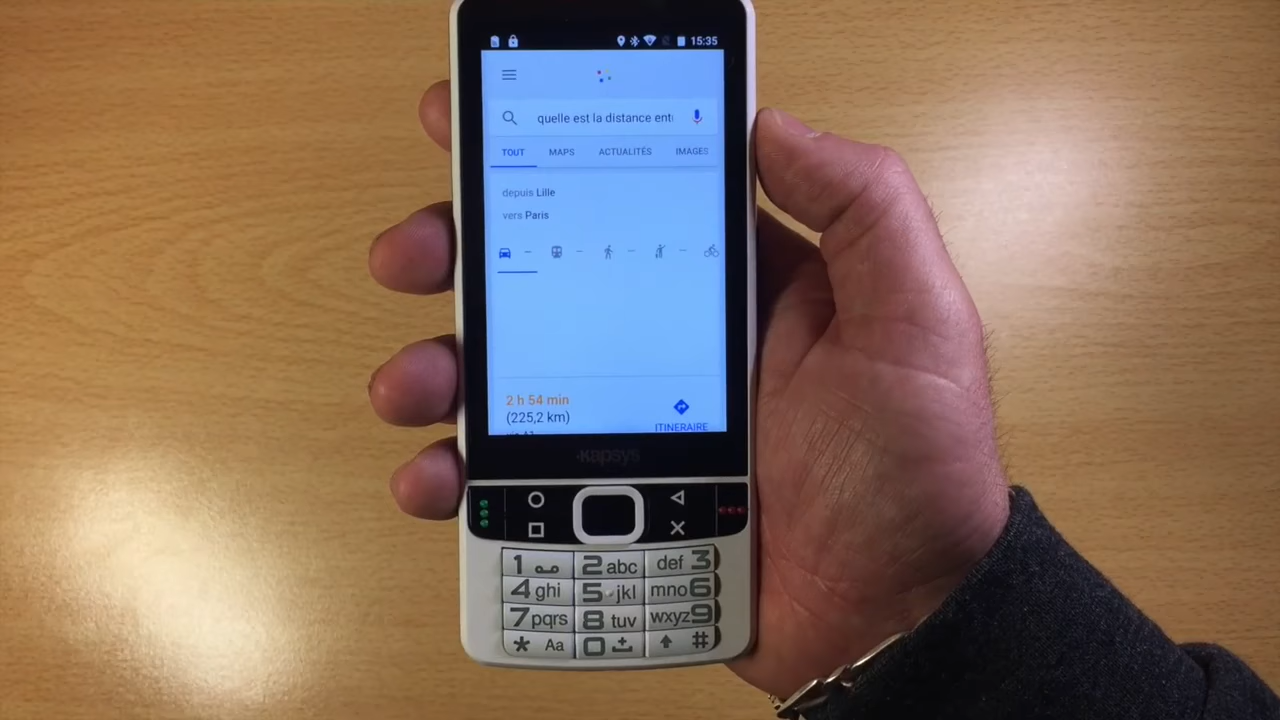 15:35
quelle est la distance ent
TOUT MAPS ACTUALITÉS IMAGES
depuis Lille
vers Paris
2 h 54 min
(225,2 km)
ITINERAIRE
kapsys
1 2 abc def 3
4 ghi 5 jkl mno 6
7 pqrs 8 tuv wxyz 9
* Aa 0 #